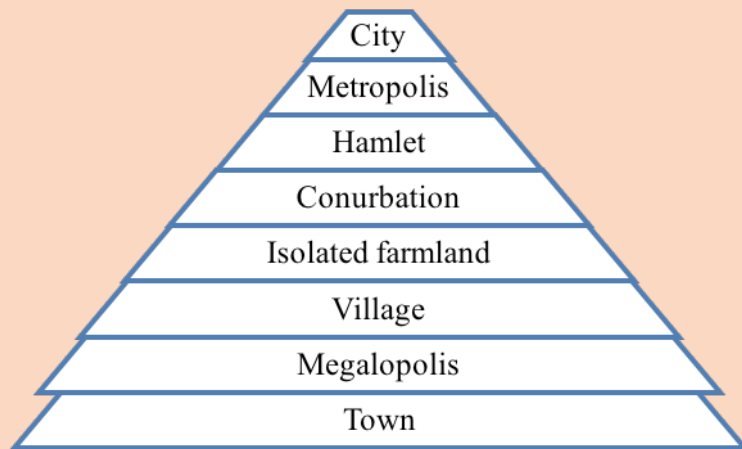 City
Metropolis
Hamlet
Conurbation
Isolated farmland
Village
Megalopolis
Town